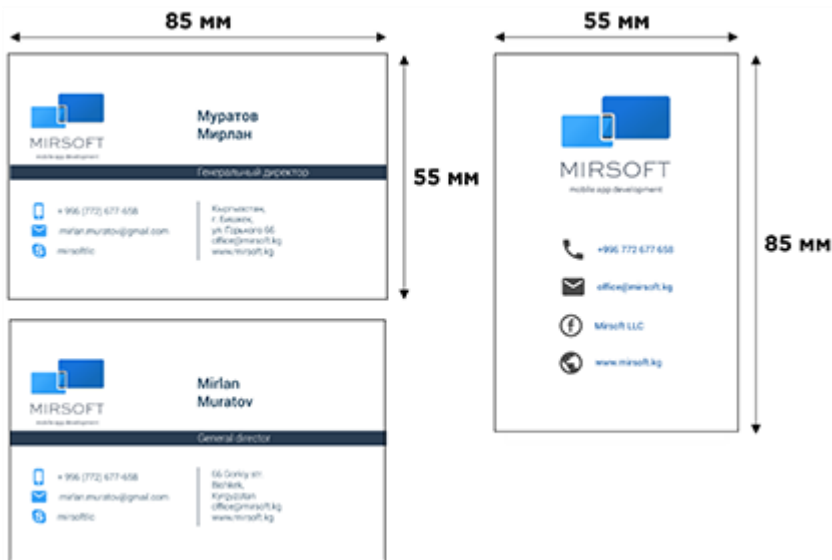 85 мм
MIRSOFT
mobile app development
Муратов
Мирлан
Генеральный директор
+ 996 (772) 677-658
mirlan.muratov@gmail.com
mirsoftllc
Кыргызстан,
г. Бишкек,
ул. Горького 66
office@mirsoft.kg
www.mirsoft.kg
55 мм
MIRSOFT
mobile app development
Mirlan
Muratov
General director
+ 996 (772) 677-658
mirlan.muratov@gmail.com
mirsoftllc
66 Gorkiy str.
Bishkek,
Kyrgyzstan
office@mirsoft.kg
www.mirsoft.kg
55 мм
MIRSOFT
mobile app development
+996 772 677 658
office@mirsoft.kg
Mirsoft LLC
www.mirsoft.kg
85 мм